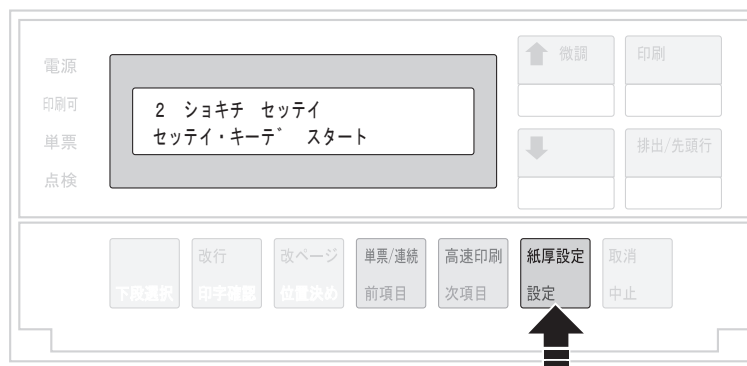 電源
印刷可
単票
点検
2 ショキチ セッテイ
セッテイ・キーデ スタート
微調
印刷
排出/先頭行
下段選択
改行
印字確認
改ページ
位置決め
単票/連続
前項目
高速印刷
次項目
紙厚設定
設定
取消
中止